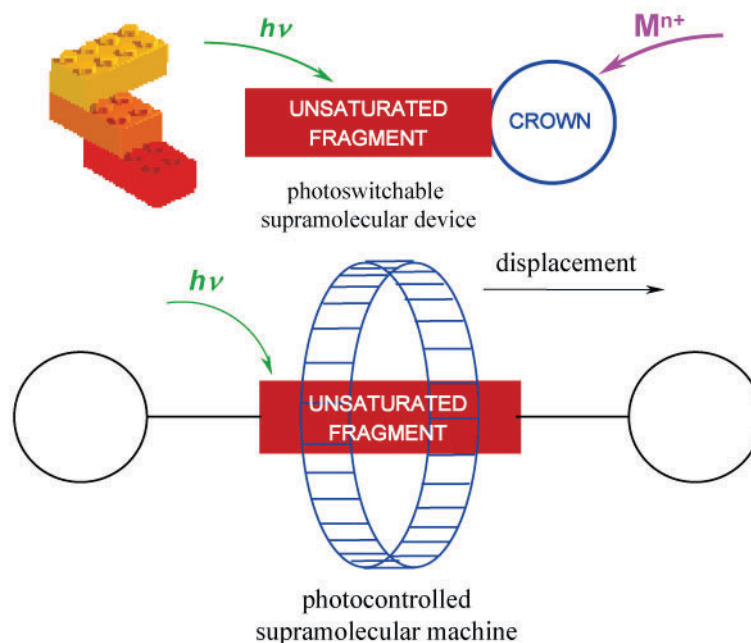 hν
Mⁿ⁺
UNSATURATED
FRAGMENT
CROWN
photoswitchable
supramolecular device
displacement
hν
UNSATURATED
FRAGMENT
photocontrolled
supramolecular machine